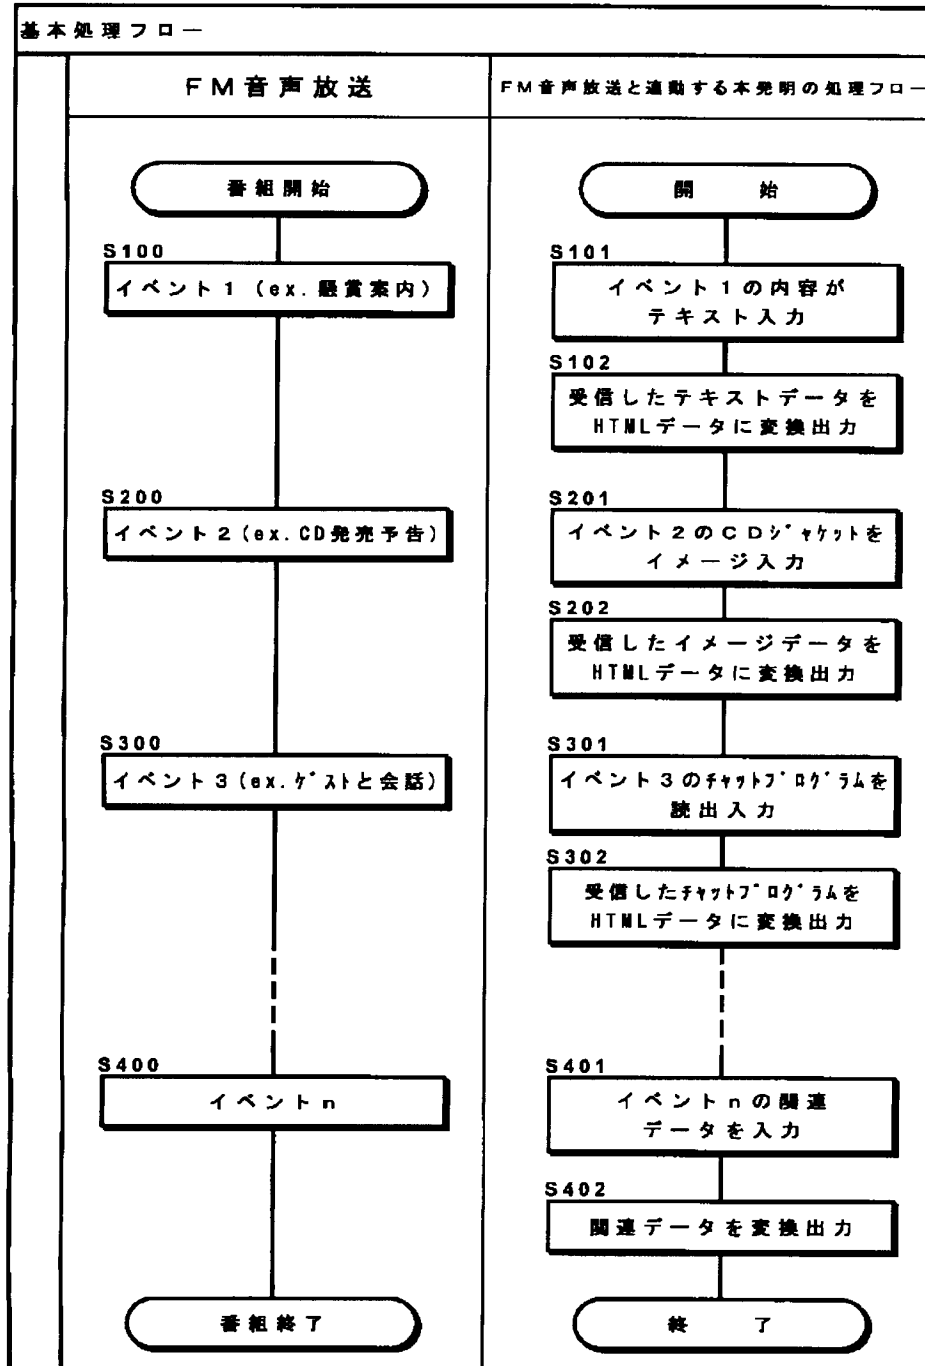 基本処理フロー
FM音声放送
FM音声放送と連動する本発明の処理フロー
番組開始
S100
イベント1(ex.懸賞案内)
S200
イベント2(ex.CD発売予告)
S300
イベント3(ex.ゲストと会話)
S400
イベントn
番組終了
開始
S101
イベント1の内容が
テキスト入力
S102
受信したテキストデータを
HTMLデータに変換出力
S201
イベント2のCDジャケットを
イメージ入力
S202
受信したイメージデータを
HTMLデータに変換出力
S301
イベント3のチャットプログラムを
読出入力
S302
受信したチャットプログラムを
HTMLデータに変換出力
S401
イベントnの関連
データを入力
S402
関連データを変換出力
終了